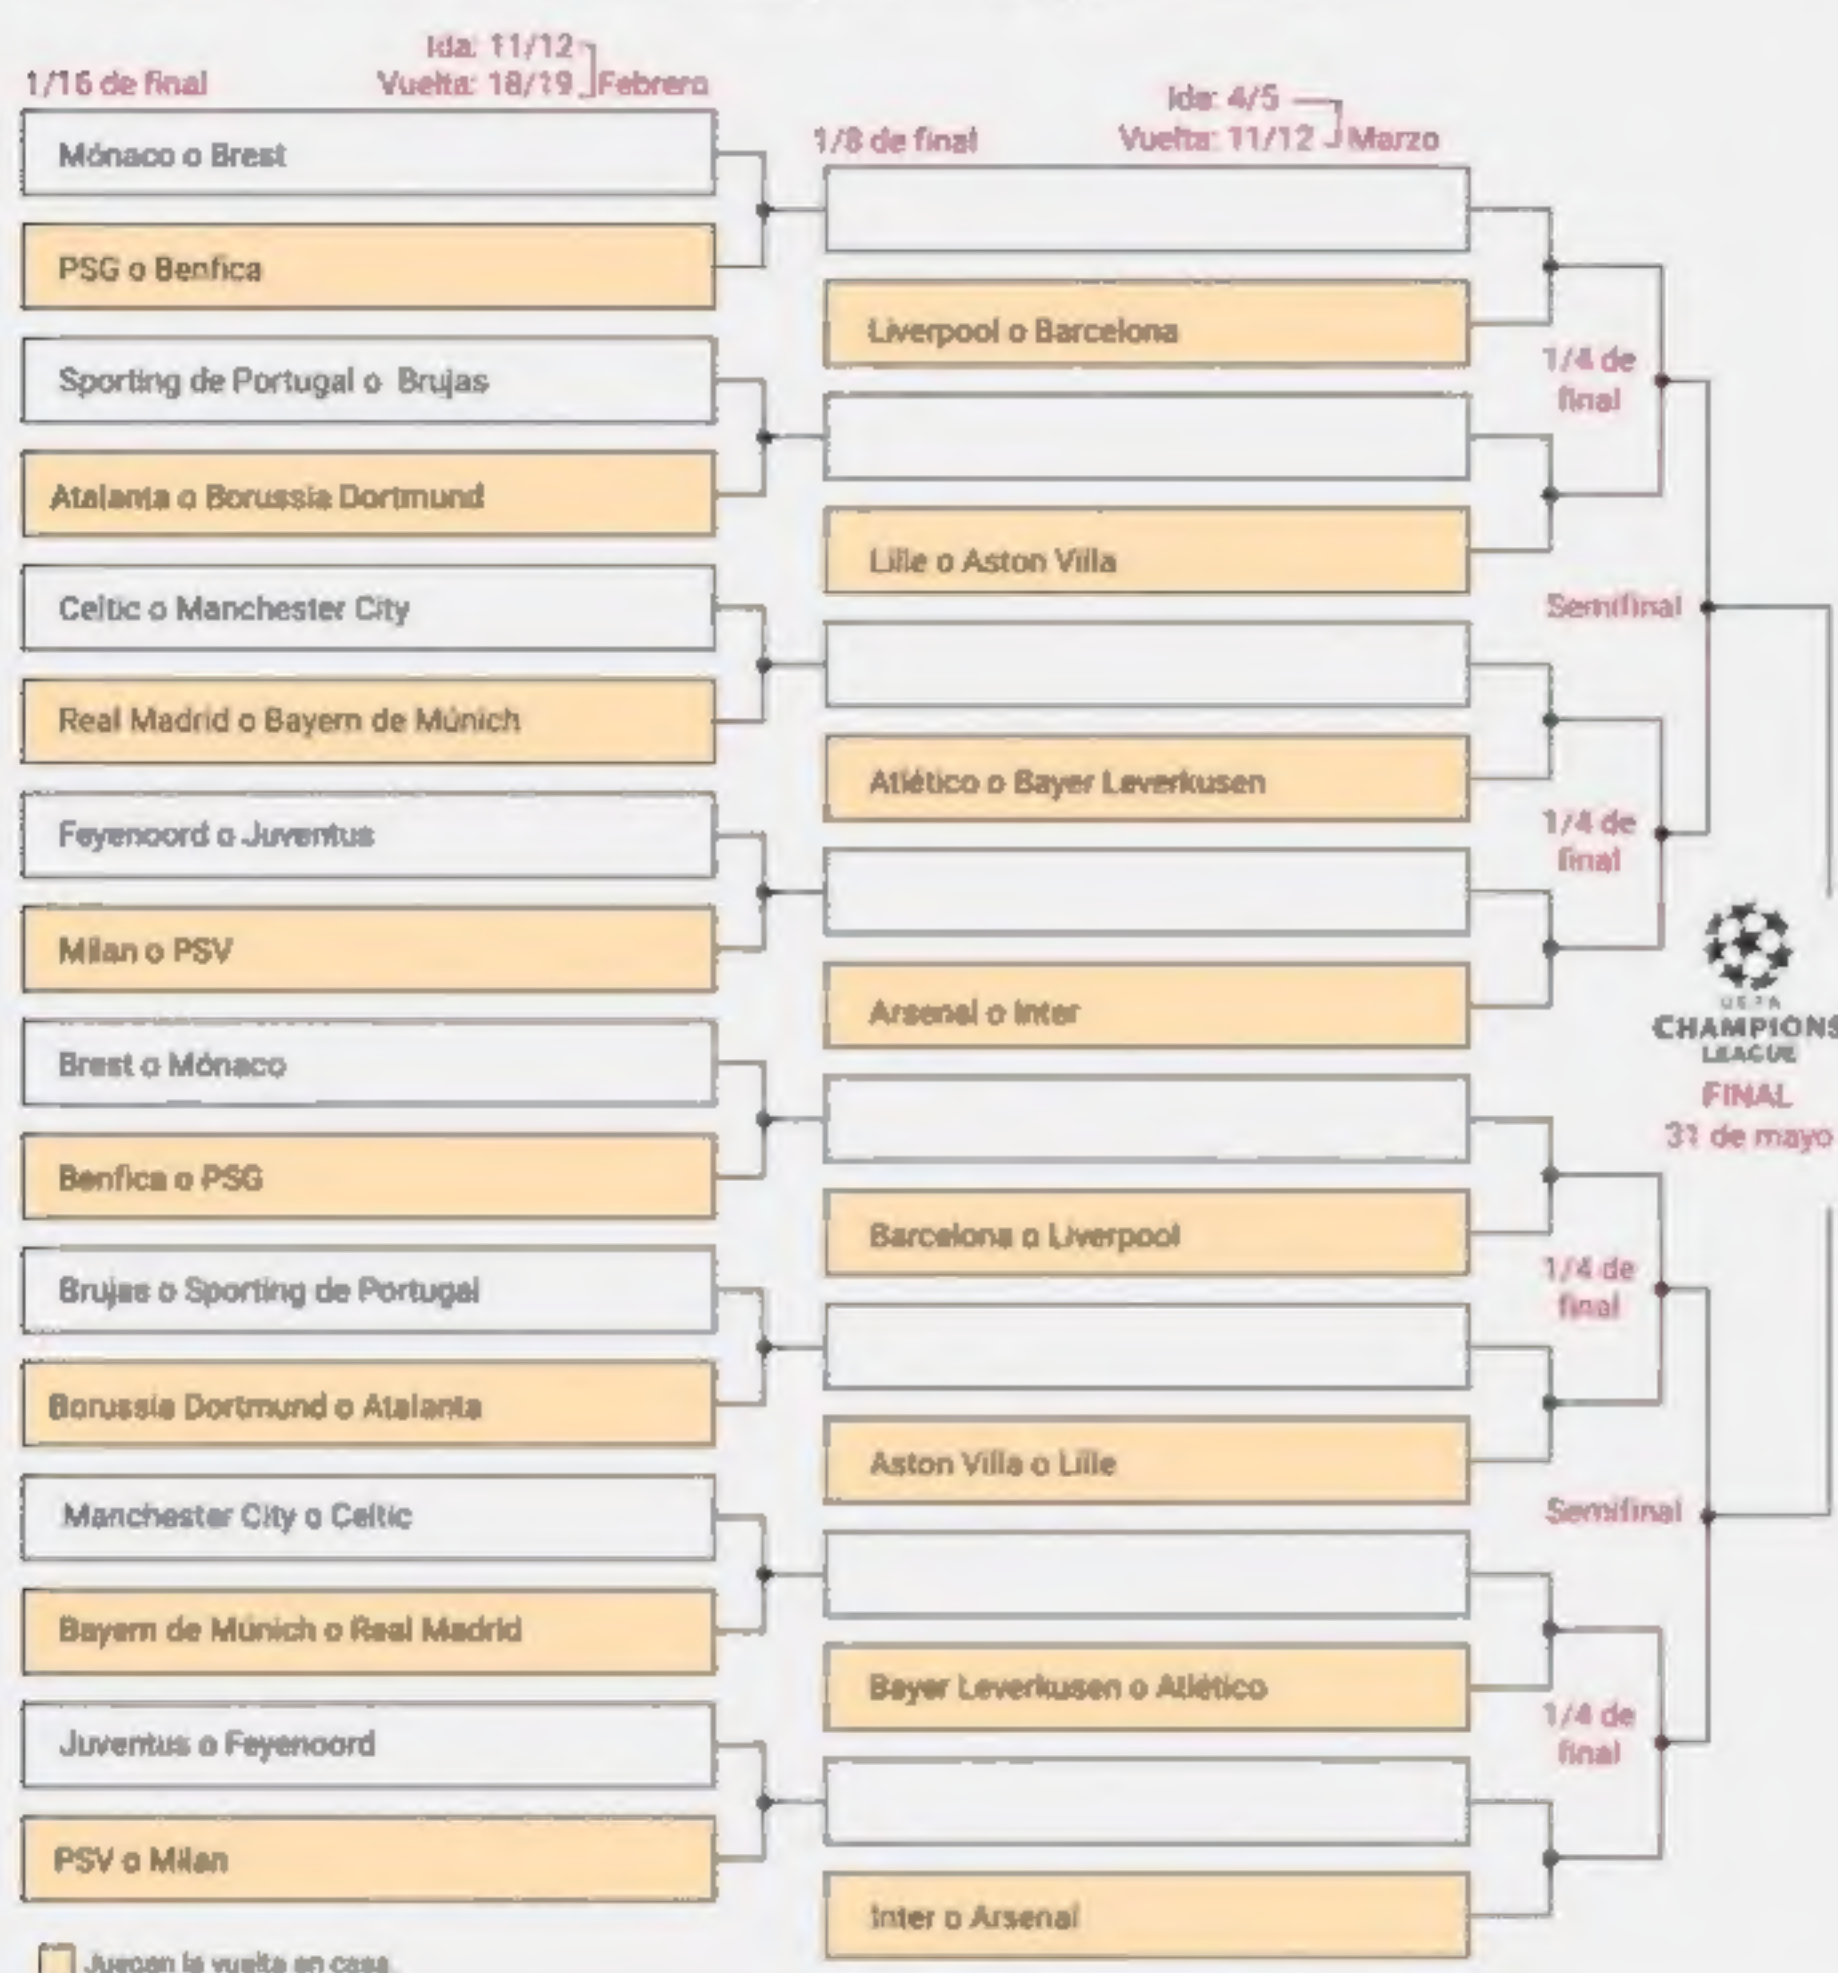 1/16 de final
Ida: 11/12
Vuelta: 18/19
Febrero
Mónaco o Brest
PSG o Benfica
Sporting de Portugal o Brujas
Atalanta o Borussia Dortmund
Celtic o Manchester City
Real Madrid o Bayern de Múnich
Feyenoord o Juventus
Milan o PSV
Brest o Mónaco
Benfica o PSG
Brujas o Sporting de Portugal
Borussia Dortmund o Atalanta
Manchester City o Celtic
Bayern de Múnich o Real Madrid
Juventus o Feyenoord
PSV o Milan
Juegan la vuelta en casa.
1/8 de final
Ida: 4/5
Vuelta: 11/12
Marzo
Liverpool o Barcelona
Lille o Aston Villa
Atlético o Bayer Leverkusen
Arsenal o Inter
Barcelona o Liverpool
Aston Villa o Lille
Bayer Leverkusen o Atlético
Inter o Arsenal
1/4 de
final
Semifinal
1/4 de
final
UEFA
CHAMPIONS
LEAGUE
FINAL
31 de mayo
1/4 de
final
Semifinal
1/4 de
final